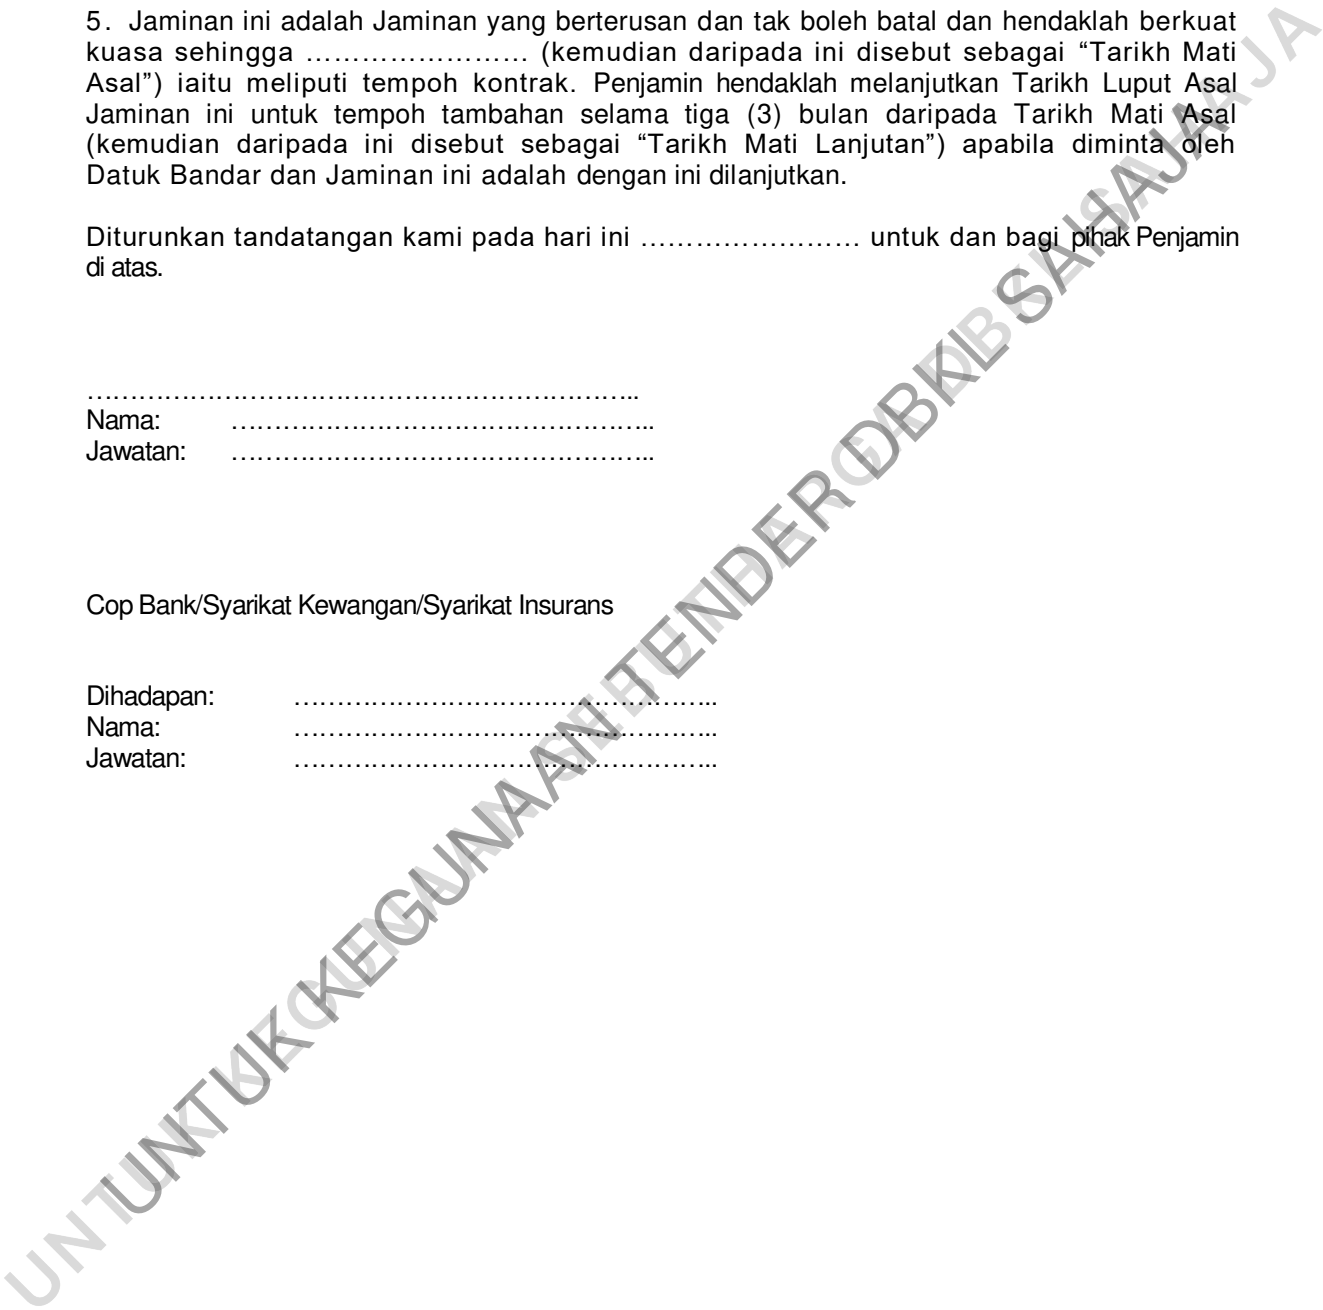 5. Jaminan ini adalah Jaminan yang berterusan dan tak boleh batal dan hendaklah berkuat
kuasa sehingga …………………… (kemudian daripada ini disebut sebagai “Tarikh Mati
Asal”) iaitu meliputi tempoh kontrak. Penjamin hendaklah melanjutkan Tarikh Luput Asal
Jaminan ini untuk tempoh tambahan selama tiga (3) bulan daripada Tarikh Mati Asal
(kemudian daripada ini disebut sebagai “Tarikh Mati Lanjutan”) apabila diminta oleh
Datuk Bandar dan Jaminan ini adalah dengan ini dilanjutkan.
Diturunkan tandatangan kami pada hari ini …………………… untuk dan bagi pihak Penjamin
di atas.
………………………………………………………..
Nama: …………………………………………..
Jawatan: …………………………………………..
Cop Bank/Syarikat Kewangan/Syarikat Insurans
Dihadapan: …………………………………………..
Nama: …………………………………………..
Jawatan: …………………………………………..
UNTUK KEGUNAAN TENDER DBKL SAHAJA
UNTUK KEGUNAAN SEBUTHARGA DBKL SAHAJA